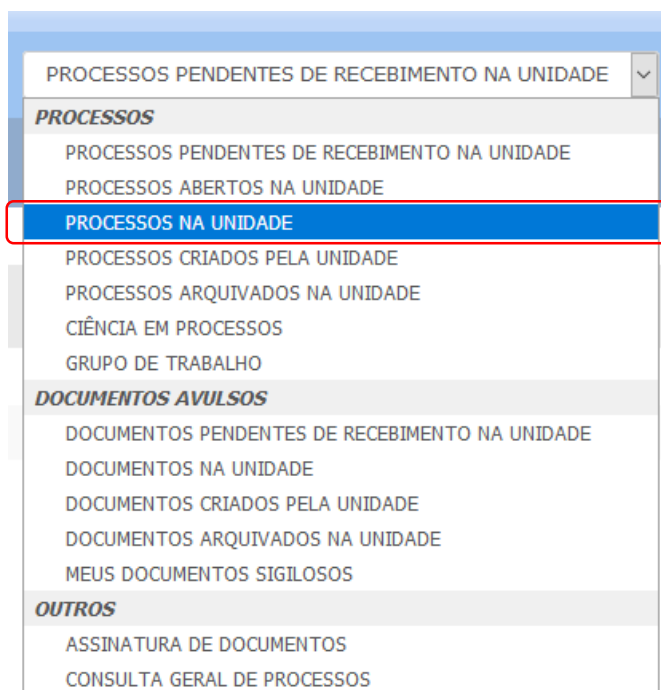 PROCESSOS PENDENTES DE RECEBIMENTO NA UNIDADE
PROCESSOS
PROCESSOS PENDENTES DE RECEBIMENTO NA UNIDADE
PROCESSOS ABERTOS NA UNIDADE
PROCESSOS NA UNIDADE
PROCESSOS CRIADOS PELA UNIDADE
PROCESSOS ARQUIVADOS NA UNIDADE
CIÊNCIA EM PROCESSOS
GRUPO DE TRABALHO
DOCUMENTOS AVULSOS
DOCUMENTOS PENDENTES DE RECEBIMENTO NA UNIDADE
DOCUMENTOS NA UNIDADE
DOCUMENTOS CRIADOS PELA UNIDADE
DOCUMENTOS ARQUIVADOS NA UNIDADE
MEUS DOCUMENTOS SIGILOSOS
OUTROS
ASSINATURA DE DOCUMENTOS
CONSULTA GERAL DE PROCESSOS